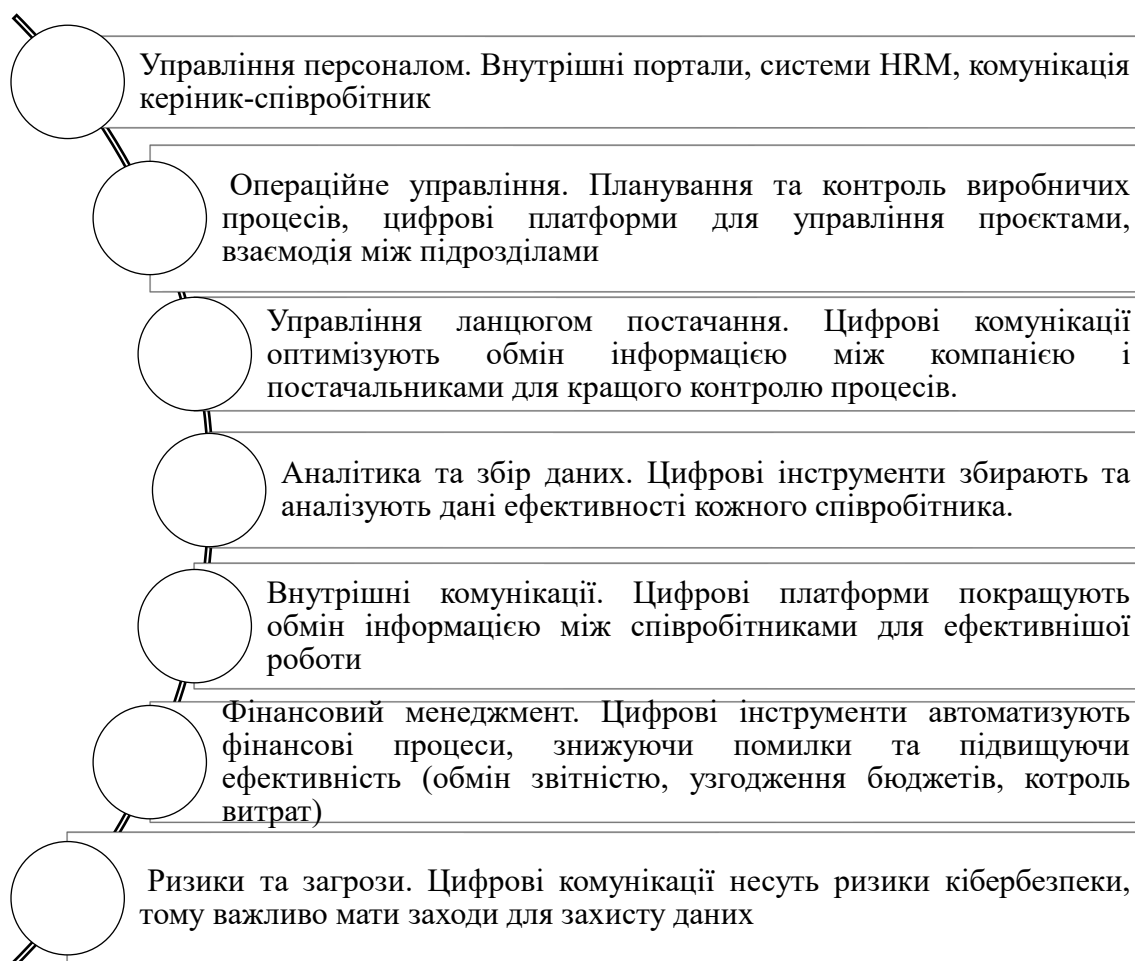 Управління персоналом. Внутрішні портали, системи HRM, комунікація
керіник-співробітник
Операційне управління. Планування та контроль виробничих
процесів, цифрові платформи для управління проєктами,
взаємодія між підрозділами
Управління ланцюгом постачання. Цифрові комунікації
оптимізують обмін інформацією між компанією і
постачальниками для кращого контролю процесів.
Аналітика та збір даних. Цифрові інструменти збирають та
аналізують дані ефективності кожного співробітника.
Внутрішні комунікації. Цифрові платформи покращують
обмін інформацією між співробітниками для ефективнішої
роботи
Фінансовий менеджмент. Цифрові інструменти автоматизують
фінансові процеси, знижуючи помилки та підвищуючи
ефективність (обмін звітністю, узгодження бюджетів, котроль
витрат)
Ризики та загрози. Цифрові комунікації несуть ризики кібербезпеки,
тому важливо мати заходи для захисту даних